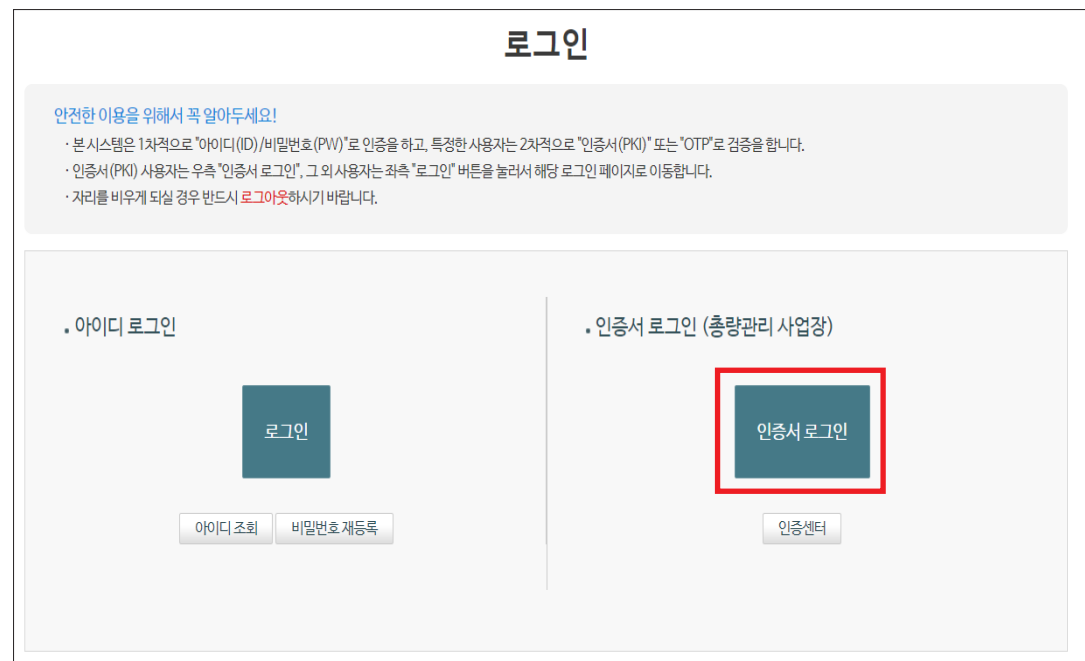 로그인
안전한 이용을 위해서 꼭 알아두세요!
· 본 시스템은 1차적으로 "아이디(ID)/비밀번호(PW)"로 인증을 하고, 특정한 사용자는 2차적으로 "인증서(PKI)" 또는 "OTP"로 검증을 합니다.
· 인증서(PKI) 사용자는 우측 "인증서 로그인", 그 외 사용자는 좌측 "로그인" 버튼을 눌러서 해당 로그인 페이지로 이동합니다.
· 자리를 비우게 되실 경우 반드시 로그아웃하시기 바랍니다.
. 아이디 로그인
로그인
아이디 조회 비밀번호 재등록
. 인증서 로그인 (총량관리 사업장)
인증서 로그인
인증센터